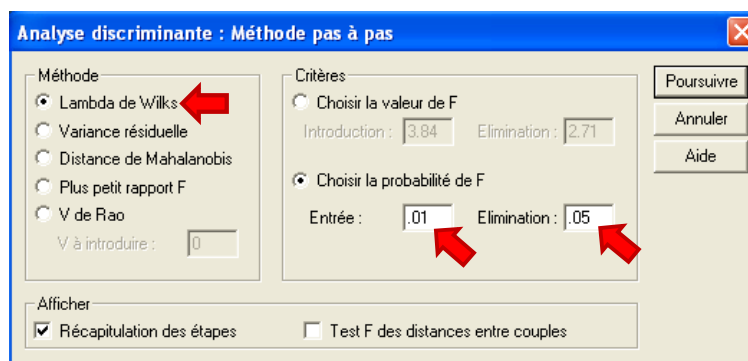 Analyse discriminante : Méthode pas à pas
Méthode
Lambda de Wilks
Variance résiduelle
Distance de Mahalanobis
Plus petit rapport F
V de Rao
V à introduire : 0
Critères
Choisir la valeur de F
Introduction : 3.84 Elimination : 2.71
Choisir la probabilité de F
Entrée : .01 Elimination : .05
Poursuivre
Annuler
Aide
Afficher
Récapitulation des étapes Test F des distances entre couples